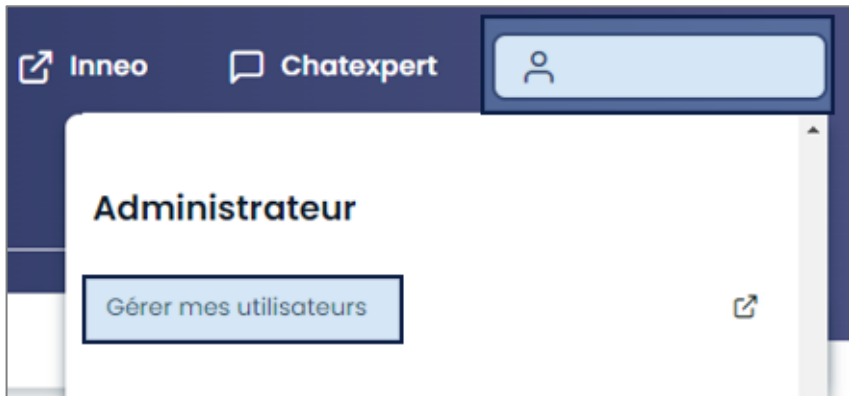 Inneo
Chatexpert
Administrateur
Gérer mes utilisateurs